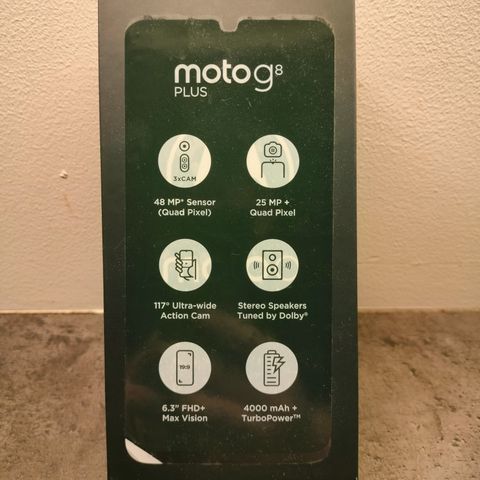 moto g8
PLUS
3xCAM
48 MP* Sensor
(Quad Pixel)
25 MP +
Quad Pixel
117° Ultra-wide
Action Cam
Stereo Speakers
Tuned by Dolby®
19:9
6.3" FHD+
Max Vision
4000 mAh +
TurboPower™